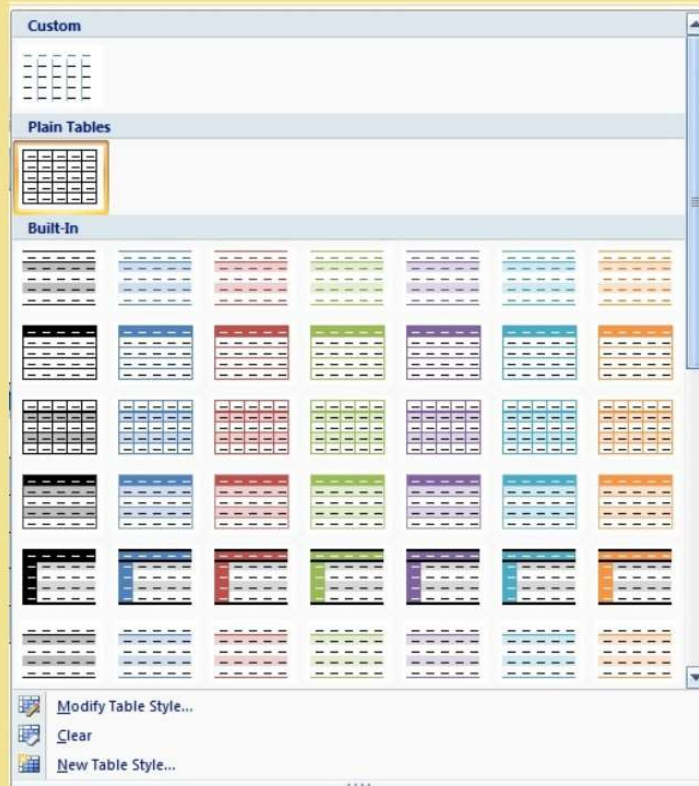 Custom
Plain Tables
Built-In
Modify Table Style...
Clear
New Table Style...